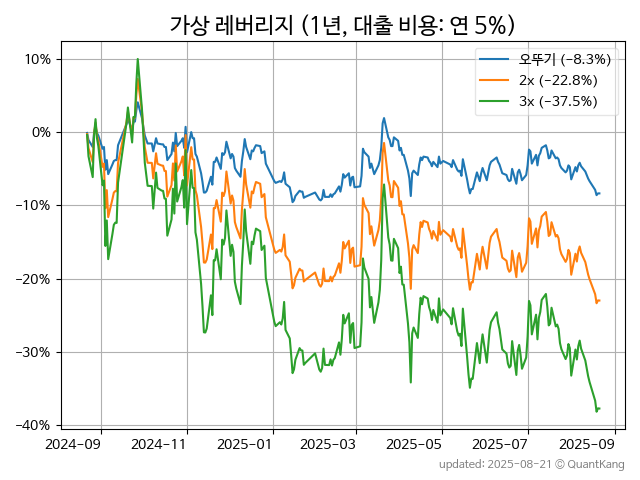 가상 레버리지 (1년, 대출 비용: 연 5%)
오뚜기 (−8.3%)
2x (−22.8%)
3x (−37.5%)
10%
0%
−10%
−20%
−30%
−40%
2024-09 2024-11 2025-01 2025-03 2025-05 2025-07 2025-09
updated: 2025-08-21 © QuantKang